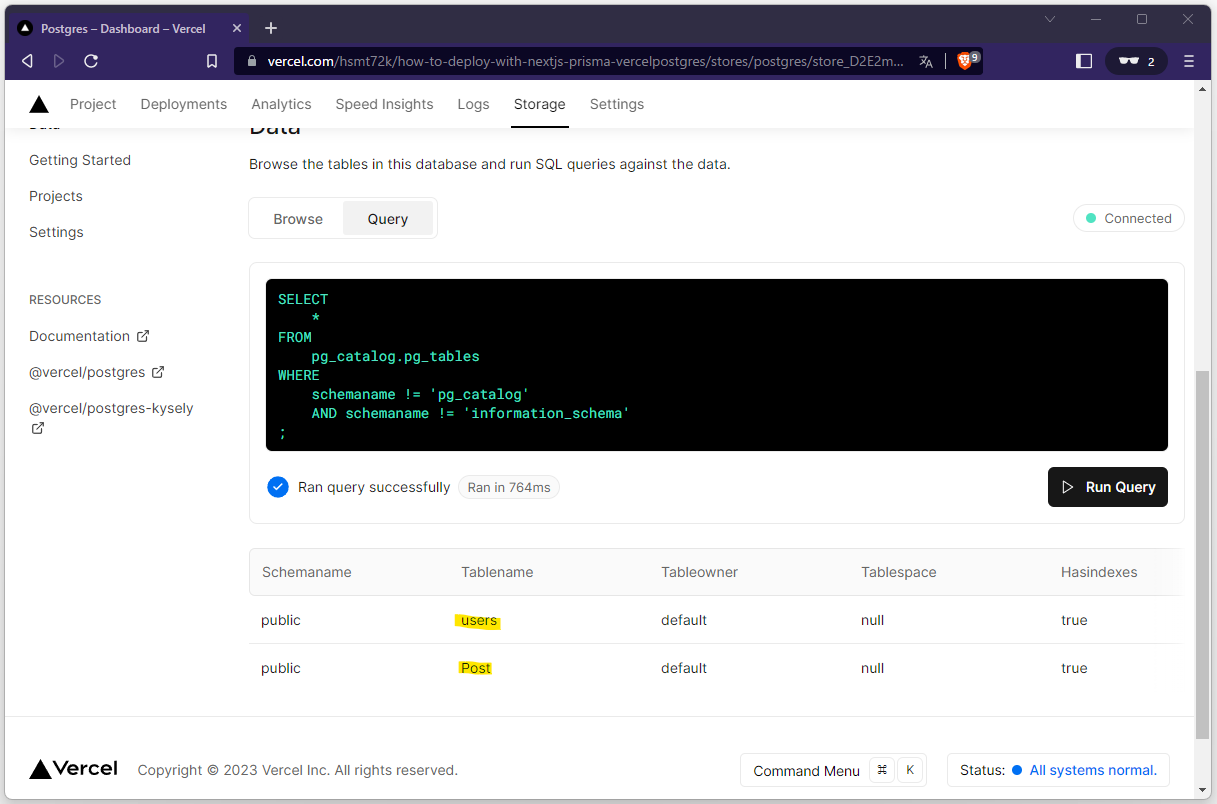 Postgres – Dashboard – Vercel
vercel.com/hsmt72k/how-to-deploy-with-nextjs-prisma-vercelpostgres/stores/postgres/store_D2E2m...
9
2
Project Deployments Analytics Speed Insights Logs Storage Settings
Data
Getting Started
Projects
Settings
RESOURCES
Documentation
@vercel/postgres
@vercel/postgres-kysely
Data
Browse the tables in this database and run SQL queries against the data.
Browse Query
Connected
SELECT
*
FROM
pg_catalog.pg_tables
WHERE
schemaname != 'pg_catalog'
AND schemaname != 'information_schema'
;
Ran query successfully Ran in 764ms
Run Query
Schemaname Tablename Tableowner Tablespace Hasindexes
public users default null true
public Post default null true
Vercel Copyright © 2023 Vercel Inc. All rights reserved.
Command Menu ⌘ K
Status: All systems normal.